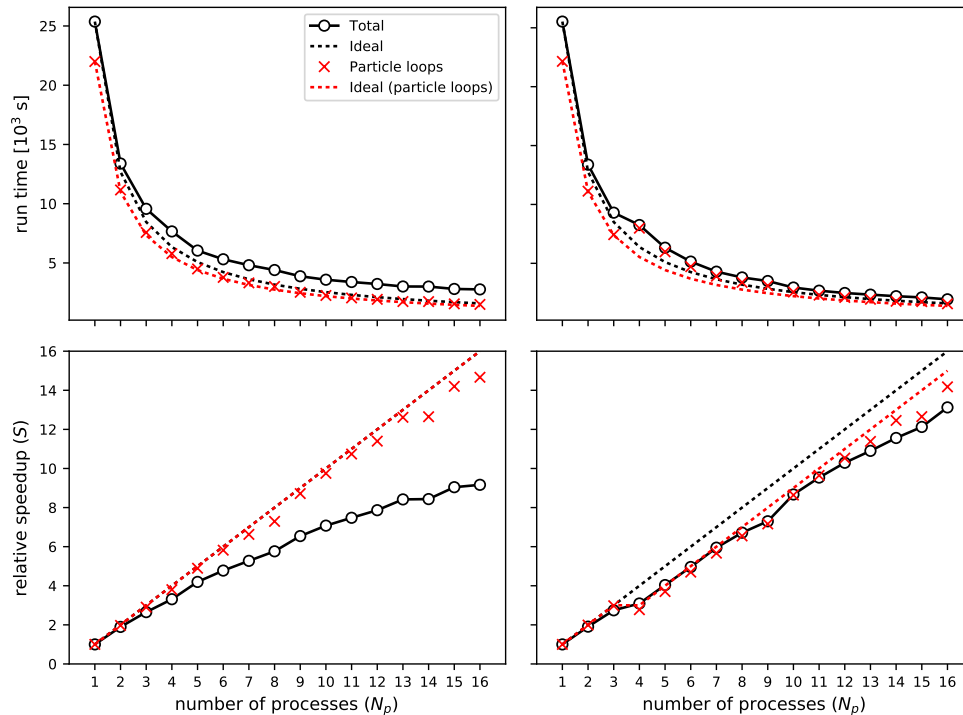 25
20
15
10
5
run time [10³ s]
Total
Ideal
Particle loops
Ideal (particle loops)
16
14
12
10
8
6
4
2
0
relative speedup (S)
1 2 3 4 5 6 7 8 9 10 11 12 13 14 15 16
number of processes (Nₚ)
1 2 3 4 5 6 7 8 9 10 11 12 13 14 15 16
number of processes (Nₚ)